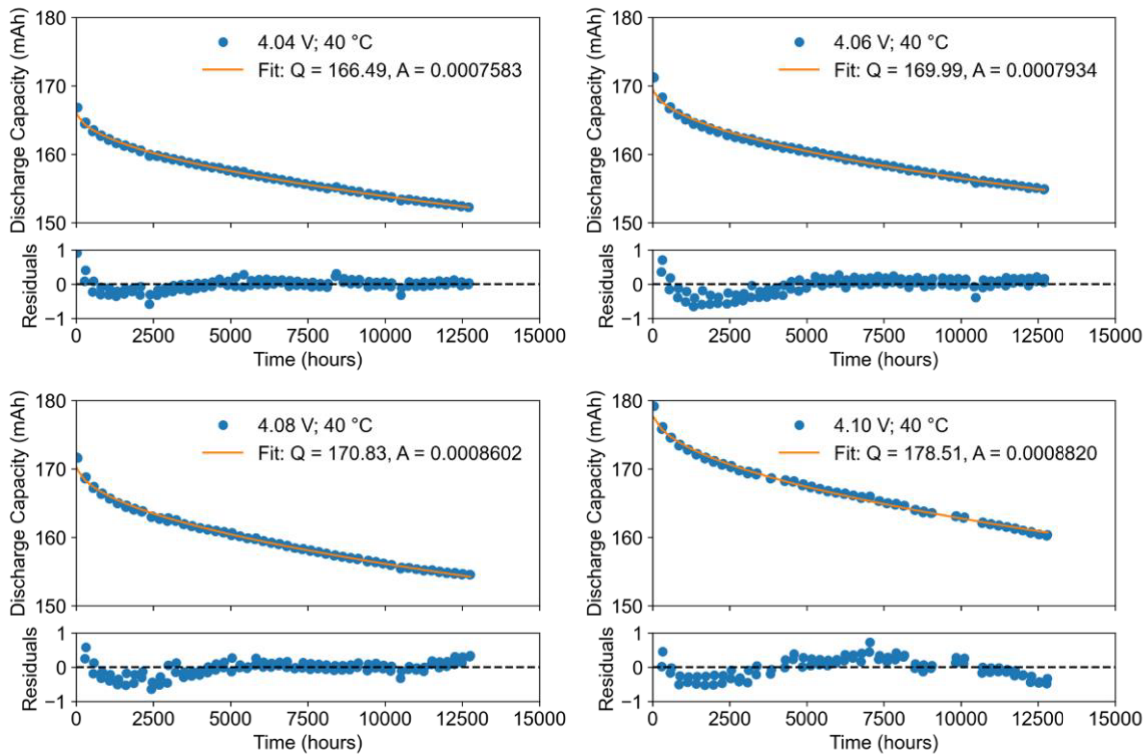 180
170
160
150
Discharge Capacity (mAh)
4.04 V; 40 °C
Fit: Q = 166.49, A = 0.0007583
1
0
−1
Residuals
0 2500 5000 7500 10000 12500 15000
Time (hours)
180
170
160
150
Discharge Capacity (mAh)
4.06 V; 40 °C
Fit: Q = 169.99, A = 0.0007934
1
0
−1
Residuals
0 2500 5000 7500 10000 12500 15000
Time (hours)
180
170
160
150
Discharge Capacity (mAh)
4.08 V; 40 °C
Fit: Q = 170.83, A = 0.0008602
1
0
−1
Residuals
0 2500 5000 7500 10000 12500 15000
Time (hours)
180
170
160
150
Discharge Capacity (mAh)
4.10 V; 40 °C
Fit: Q = 178.51, A = 0.0008820
1
0
−1
Residuals
0 2500 5000 7500 10000 12500 15000
Time (hours)